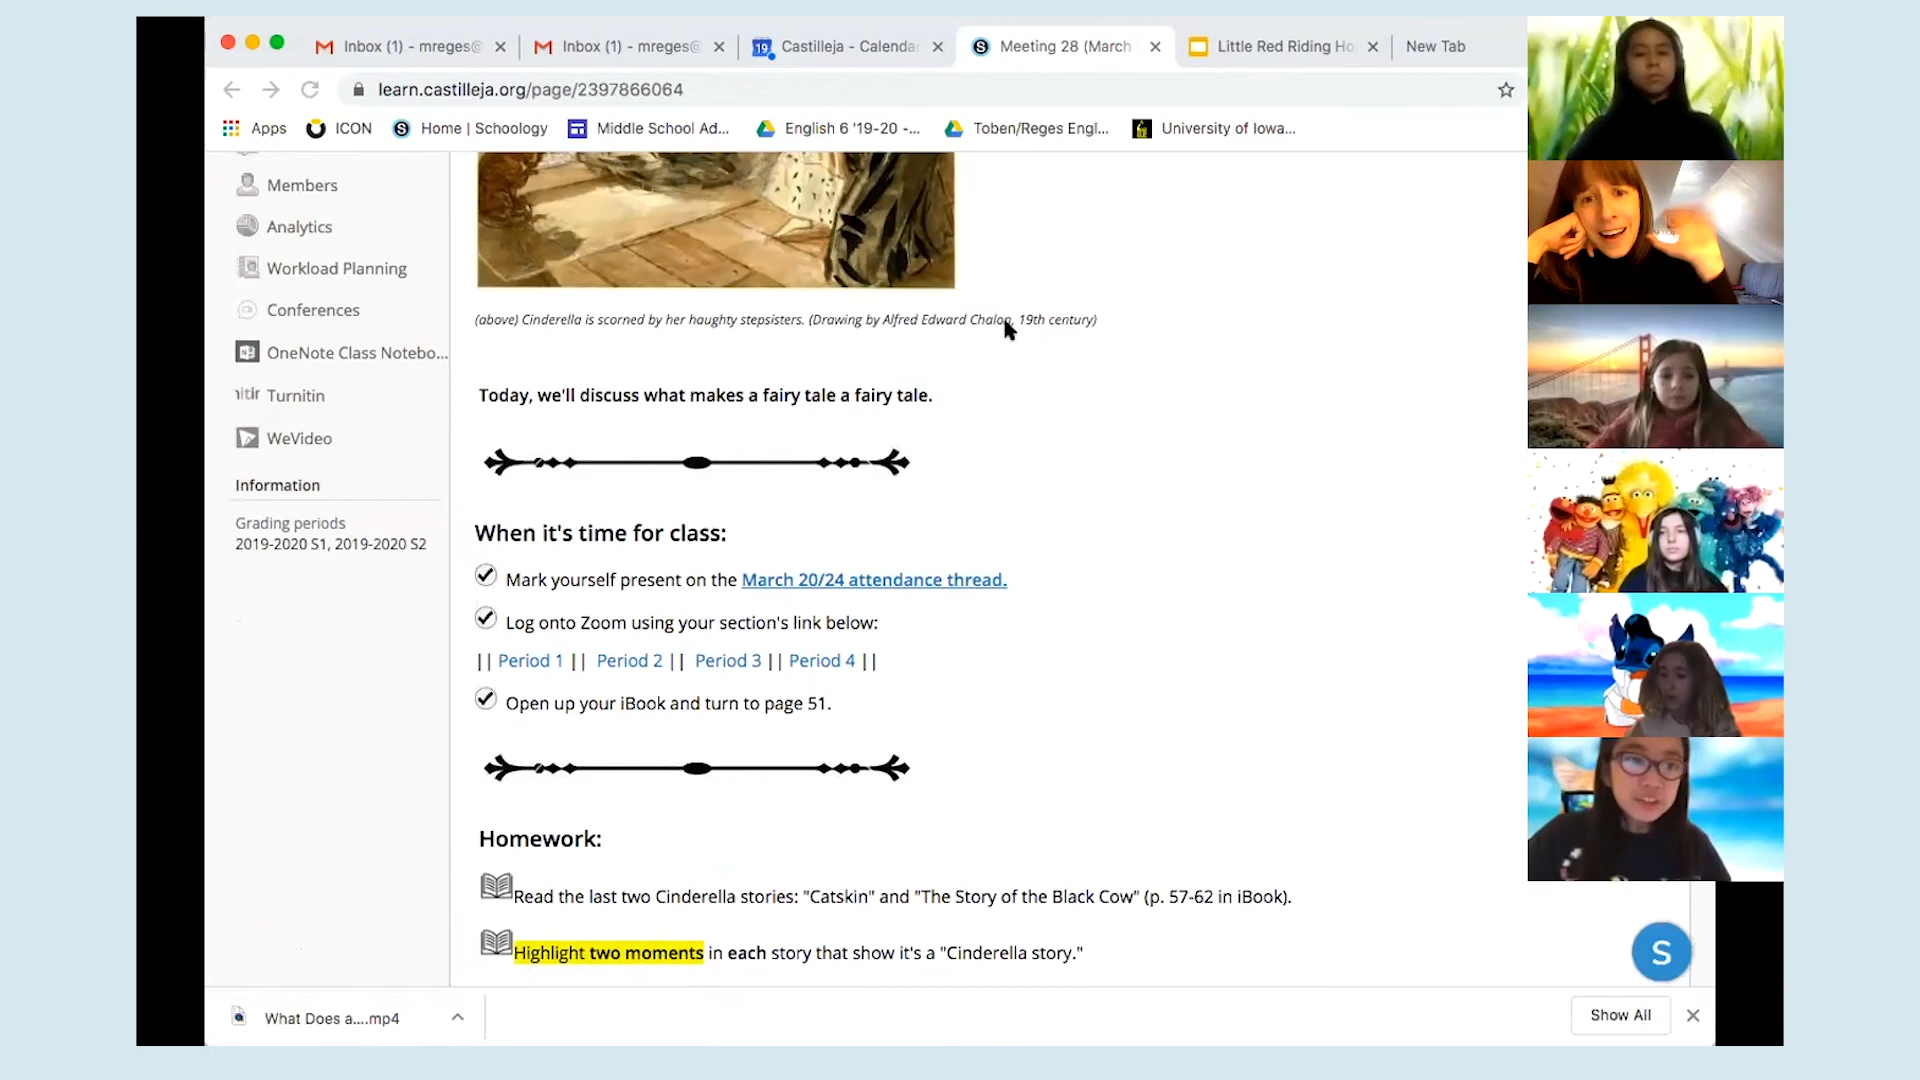 Inbox (1) - mreges@
Inbox (1) - mreges@
19 Castilleja - Calenda
S Meeting 28 (March
Little Red Riding Ho
New Tab
learn.castilleja.org/page/2397866064
Apps
ICON
S Home | Schoology
Middle School Ad...
English 6 '19-20 -...
Toben/Reges Engl...
University of Iowa...
Members
Analytics
Workload Planning
Conferences
OneNote Class Notebo...
nitin Turnitin
WeVideo
Information
Grading periods
2019-2020 S1, 2019-2020 S2
(above) Cinderella is scorned by her haughty stepsisters. (Drawing by Alfred Edward Chalon, 19th century)
Today, we'll discuss what makes a fairy tale a fairy tale.
When it's time for class:
Mark yourself present on the March 20/24 attendance thread.
Log onto Zoom using your section's link below:
|| Period 1 || Period 2 || Period 3 || Period 4 ||
Open up your iBook and turn to page 51.
Homework:
Read the last two Cinderella stories: "Catskin" and "The Story of the Black Cow" (p. 57-62 in iBook).
Highlight two moments in each story that show it's a "Cinderella story."
S
What Does a....mp4
Show All